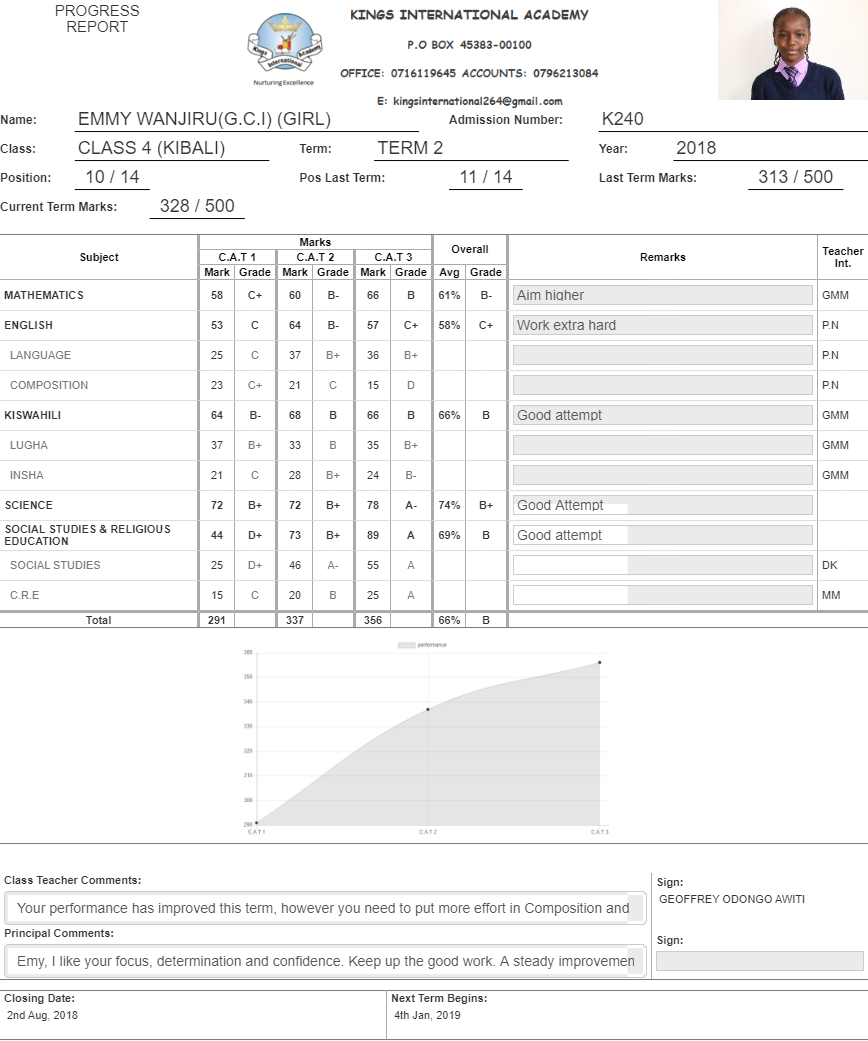 PROGRESS
REPORT
KINGS INTERNATIONAL ACADEMY
P.O BOX 45383-00100
OFFICE: 0716119645 ACCOUNTS: 0796213084
E: kingsinternational264@gmail.com
Kings International Academy
Nurturing Excellence
Name: EMMY WANJIRU(G.C.I) (GIRL) Admission Number: K240
Class: CLASS 4 (KIBALI) Term: TERM 2 Year: 2018
Position: 10 / 14 Pos Last Term: 11 / 14 Last Term Marks: 313 / 500
Current Term Marks: 328 / 500
Subject Marks Overall Remarks Teacher Int.
C.A.T 1 C.A.T 2 C.A.T 3
Mark Grade Mark Grade Mark Grade Avg Grade
MATHEMATICS 58 C+ 60 B- 66 B 61% B- Aim higher GMM
ENGLISH 53 C 64 B- 57 C+ 58% C+ Work extra hard P.N
LANGUAGE 25 C 37 B+ 36 B+ P.N
COMPOSITION 23 C+ 21 C 15 D P.N
KISWAHILI 64 B- 68 B 66 B 66% B Good attempt GMM
LUGHA 37 B+ 33 B 35 B+ GMM
INSHA 21 C 28 B+ 24 B- GMM
SCIENCE 72 B+ 72 B+ 78 A- 74% B+ Good Attempt
SOCIAL STUDIES & RELIGIOUS EDUCATION 44 D+ 73 B+ 89 A 69% B Good attempt
SOCIAL STUDIES 25 D+ 46 A- 55 A DK
C.R.E 15 C 20 B 25 A MM
Total 291 337 356 66% B
performance
360
350
340
330
320
310
300
290
CAT1 CAT2 CAT3
Class Teacher Comments:
Your performance has improved this term, however you need to put more effort in Composition and
Sign:
GEOFFREY ODONGO AWITI
Principal Comments:
Emy, I like your focus, determination and confidence. Keep up the good work. A steady improvemen
Sign:
Closing Date:
2nd Aug, 2018
Next Term Begins:
4th Jan, 2019